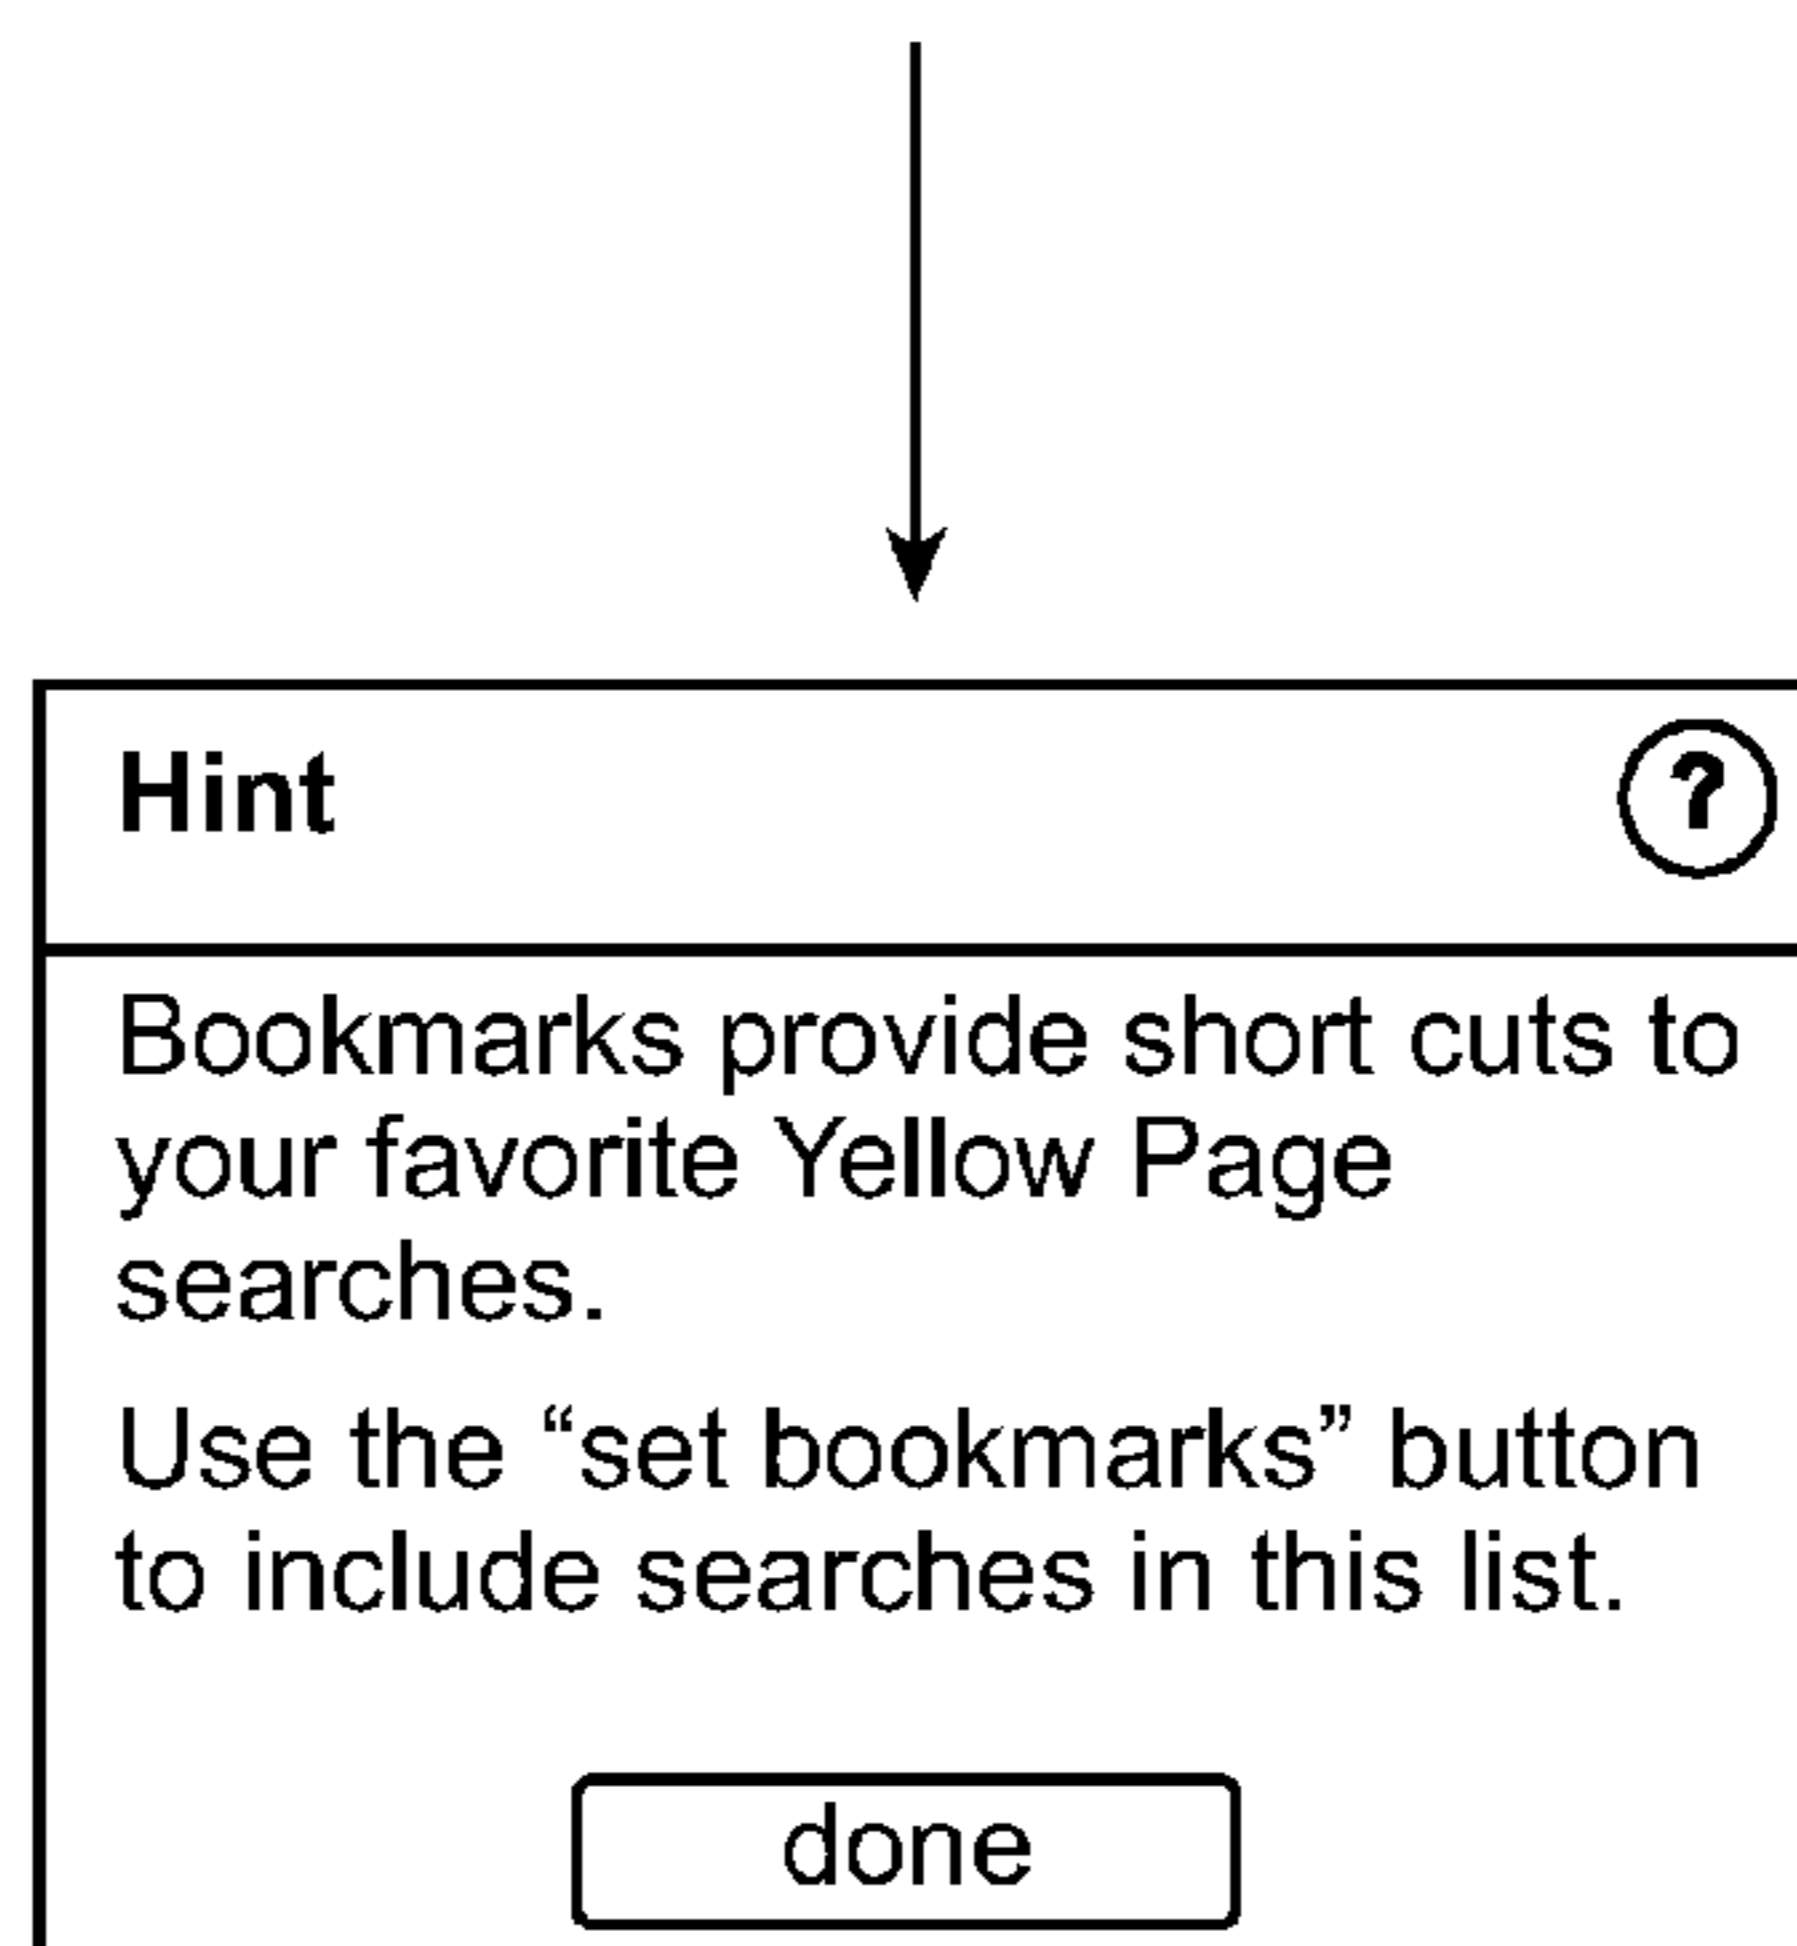 Hint
?
Bookmarks provide short cuts to
your favorite Yellow Page
searches.
Use the “set bookmarks” button
to include searches in this list.
done